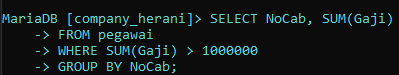 MariaDB [company_herani]> SELECT NoCab, SUM(Gaji)
-> FROM pegawai
-> WHERE SUM(Gaji) > 1000000
-> GROUP BY NoCab;